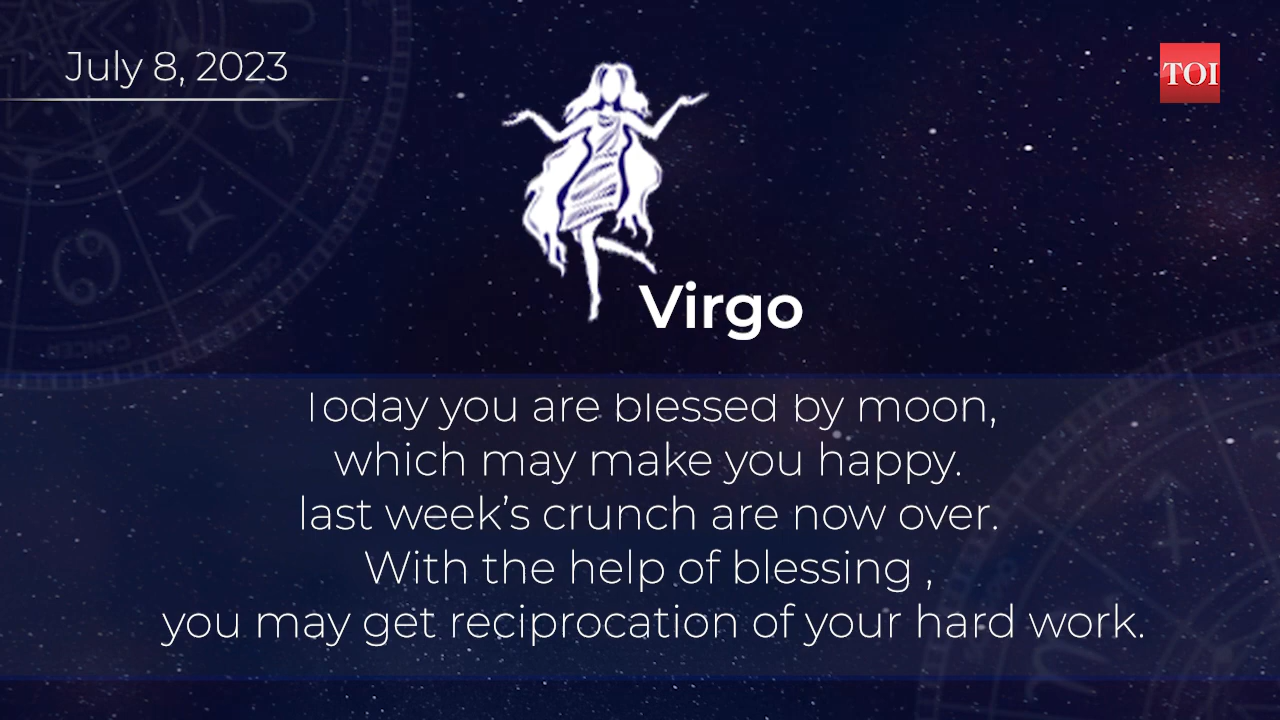 July 8, 2023
TOI
Virgo
Today you are blessed by moon,
which may make you happy.
last week's crunch are now over.
With the help of blessing ,
you may get reciprocation of your hard work.